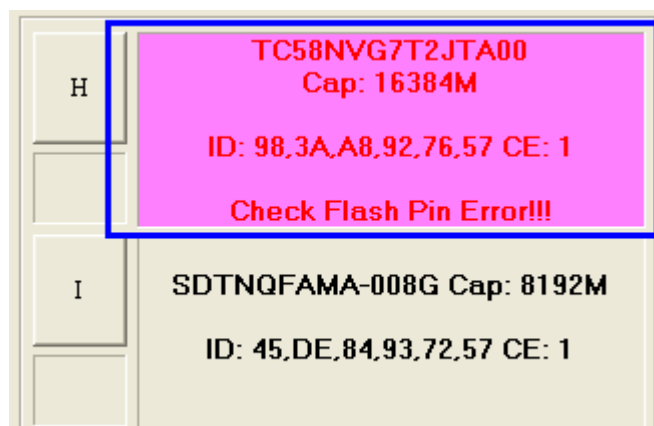 H
TC58NVG7T2JTA00
Cap: 16384M
ID: 98,3A,A8,92,76,57 CE: 1
Check Flash Pin Error!!!
I
SDTNQFAMA-008G Cap: 8192M
ID: 45,DE,84,93,72,57 CE: 1